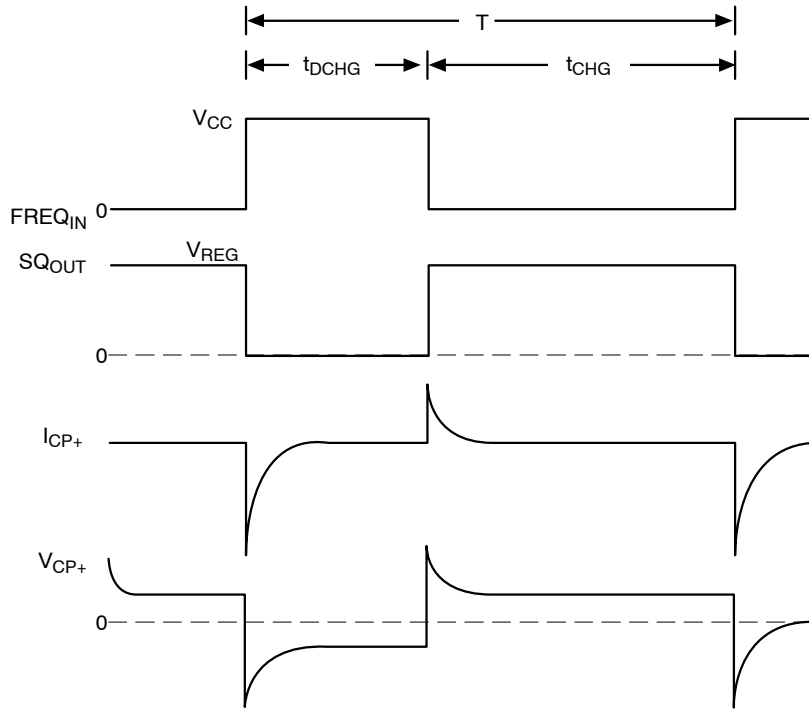 T
tDCHG
tCHG
VCC
0
FREQIN
VREG
SQOUT
0
ICP+
VCP+
0